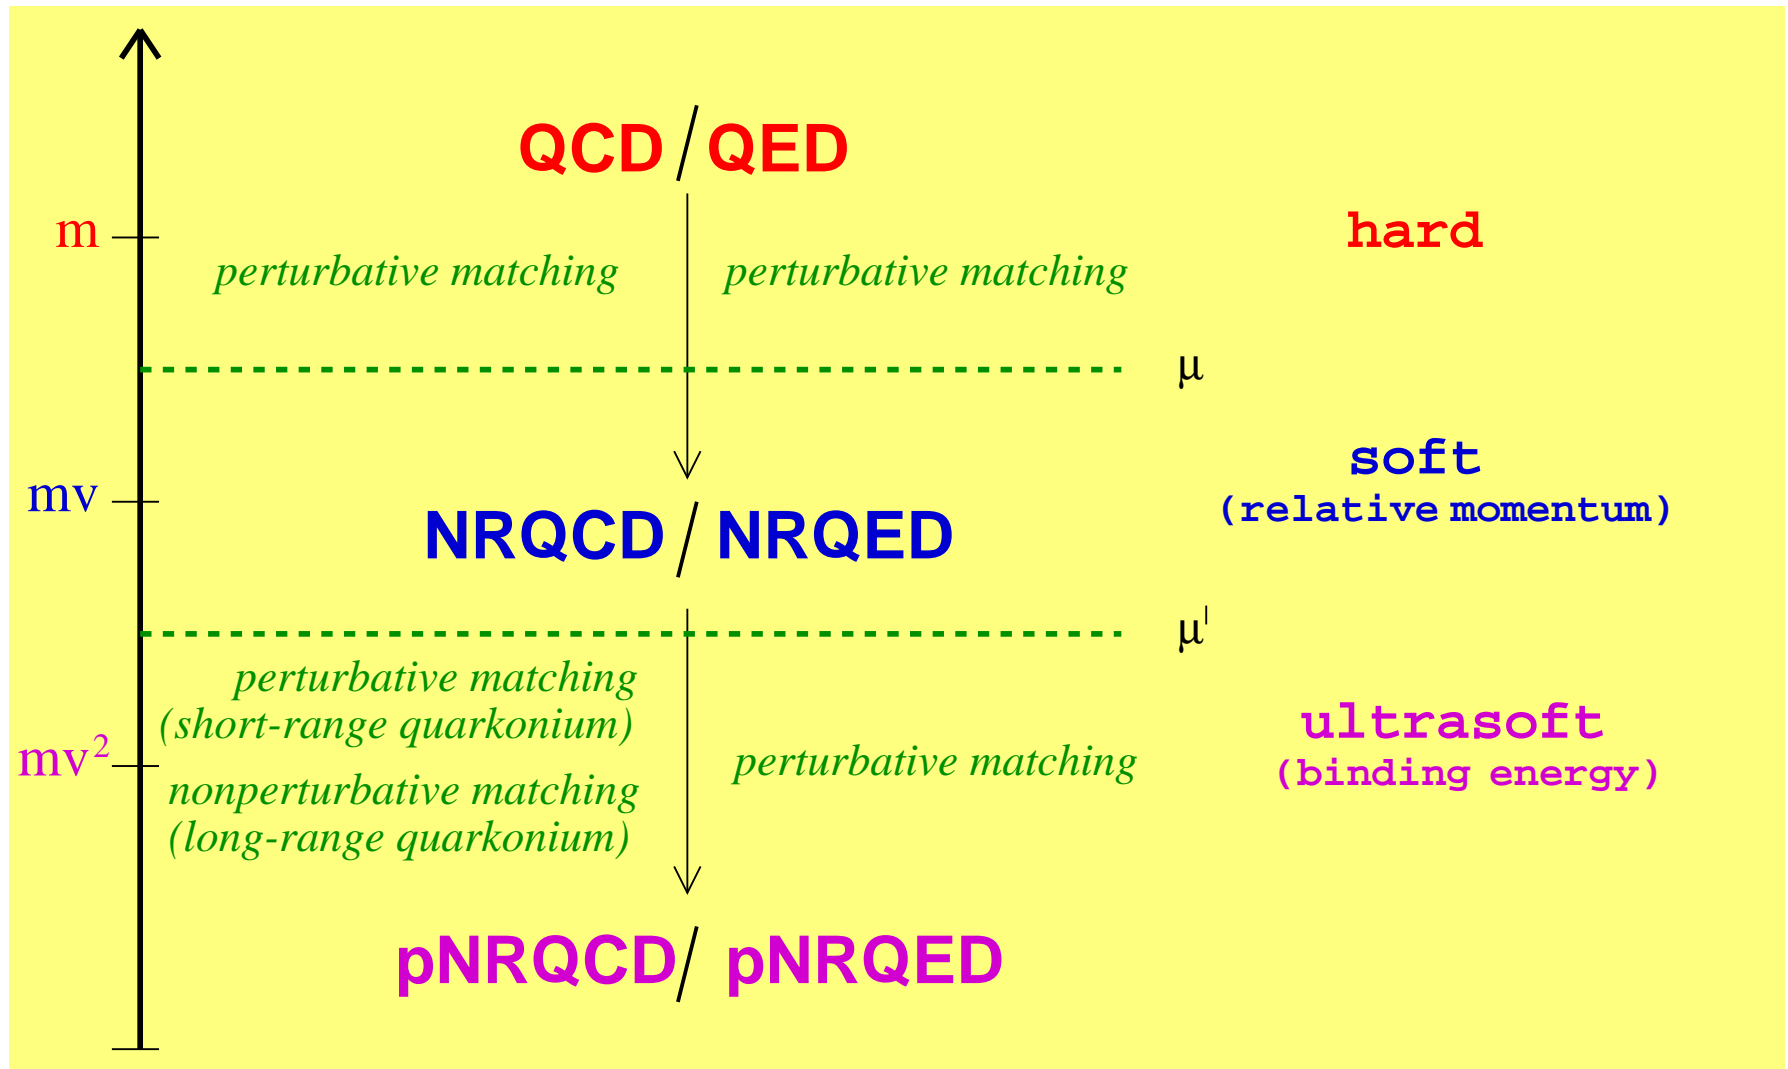 QCD / QED
m
hard
perturbative matching perturbative matching
μ
soft
mv
(relative momentum)
NRQCD / NRQED
μ'
perturbative matching
(short-range quarkonium)
ultrasoft
mv²
perturbative matching
(binding energy)
nonperturbative matching
(long-range quarkonium)
pNRQCD / pNRQED